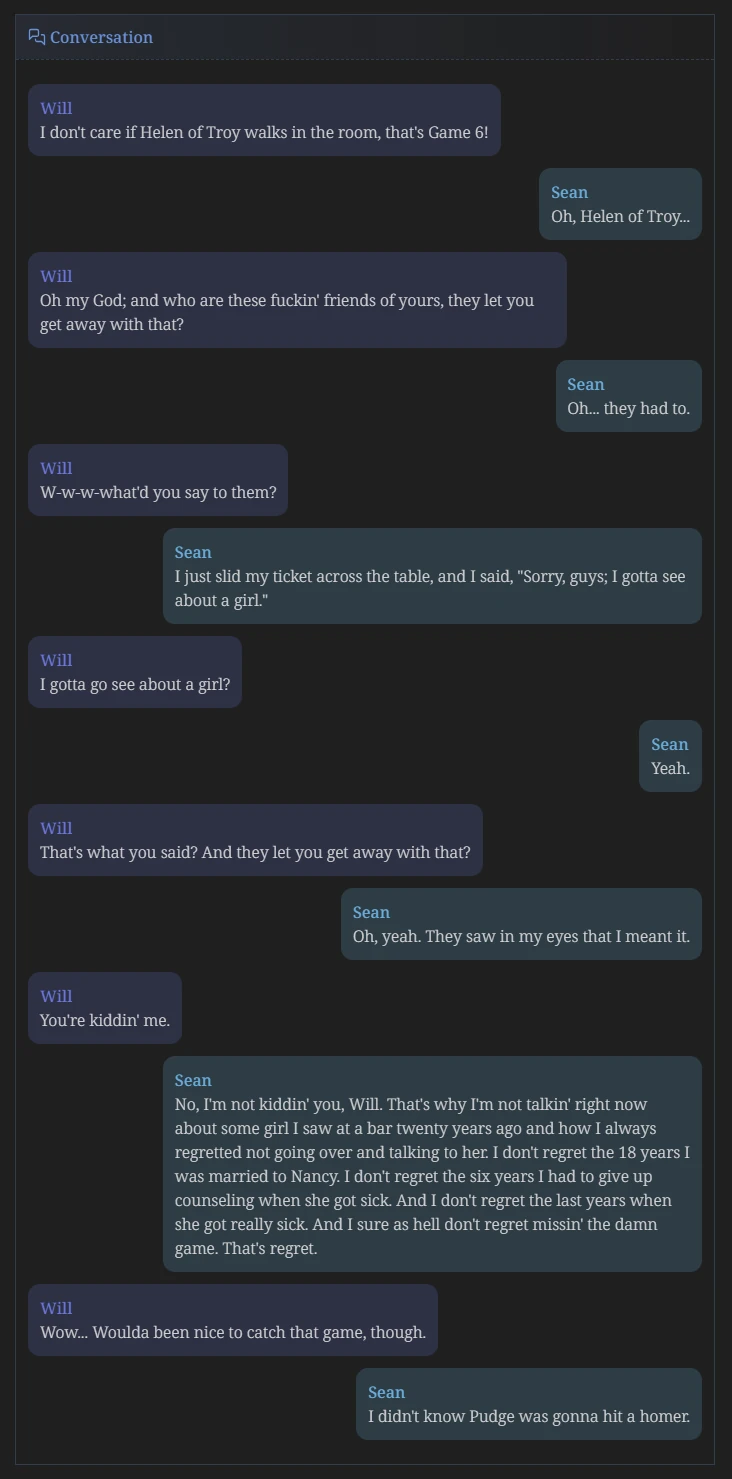 Conversation
Will
I don't care if Helen of Troy walks in the room, that's Game 6!
Sean
Oh, Helen of Troy...
Will
Oh my God; and who are these fuckin' friends of yours, they let you
get away with that?
Sean
Oh... they had to.
Will
W-w-w-what'd you say to them?
Sean
I just slid my ticket across the table, and I said, "Sorry, guys; I gotta see
about a girl."
Will
I gotta go see about a girl?
Sean
Yeah.
Will
That's what you said? And they let you get away with that?
Sean
Oh, yeah. They saw in my eyes that I meant it.
Will
You're kiddin' me.
Sean
No, I'm not kiddin' you, Will. That's why I'm not talkin' right now
about some girl I saw at a bar twenty years ago and how I always
regretted not going over and talking to her. I don't regret the 18 years I
was married to Nancy. I don't regret the six years I had to give up
counseling when she got sick. And I don't regret the last years when
she got really sick. And I sure as hell don't regret missin' the damn
game. That's regret.
Will
Wow... Woulda been nice to catch that game, though.
Sean
I didn't know Pudge was gonna hit a homer.